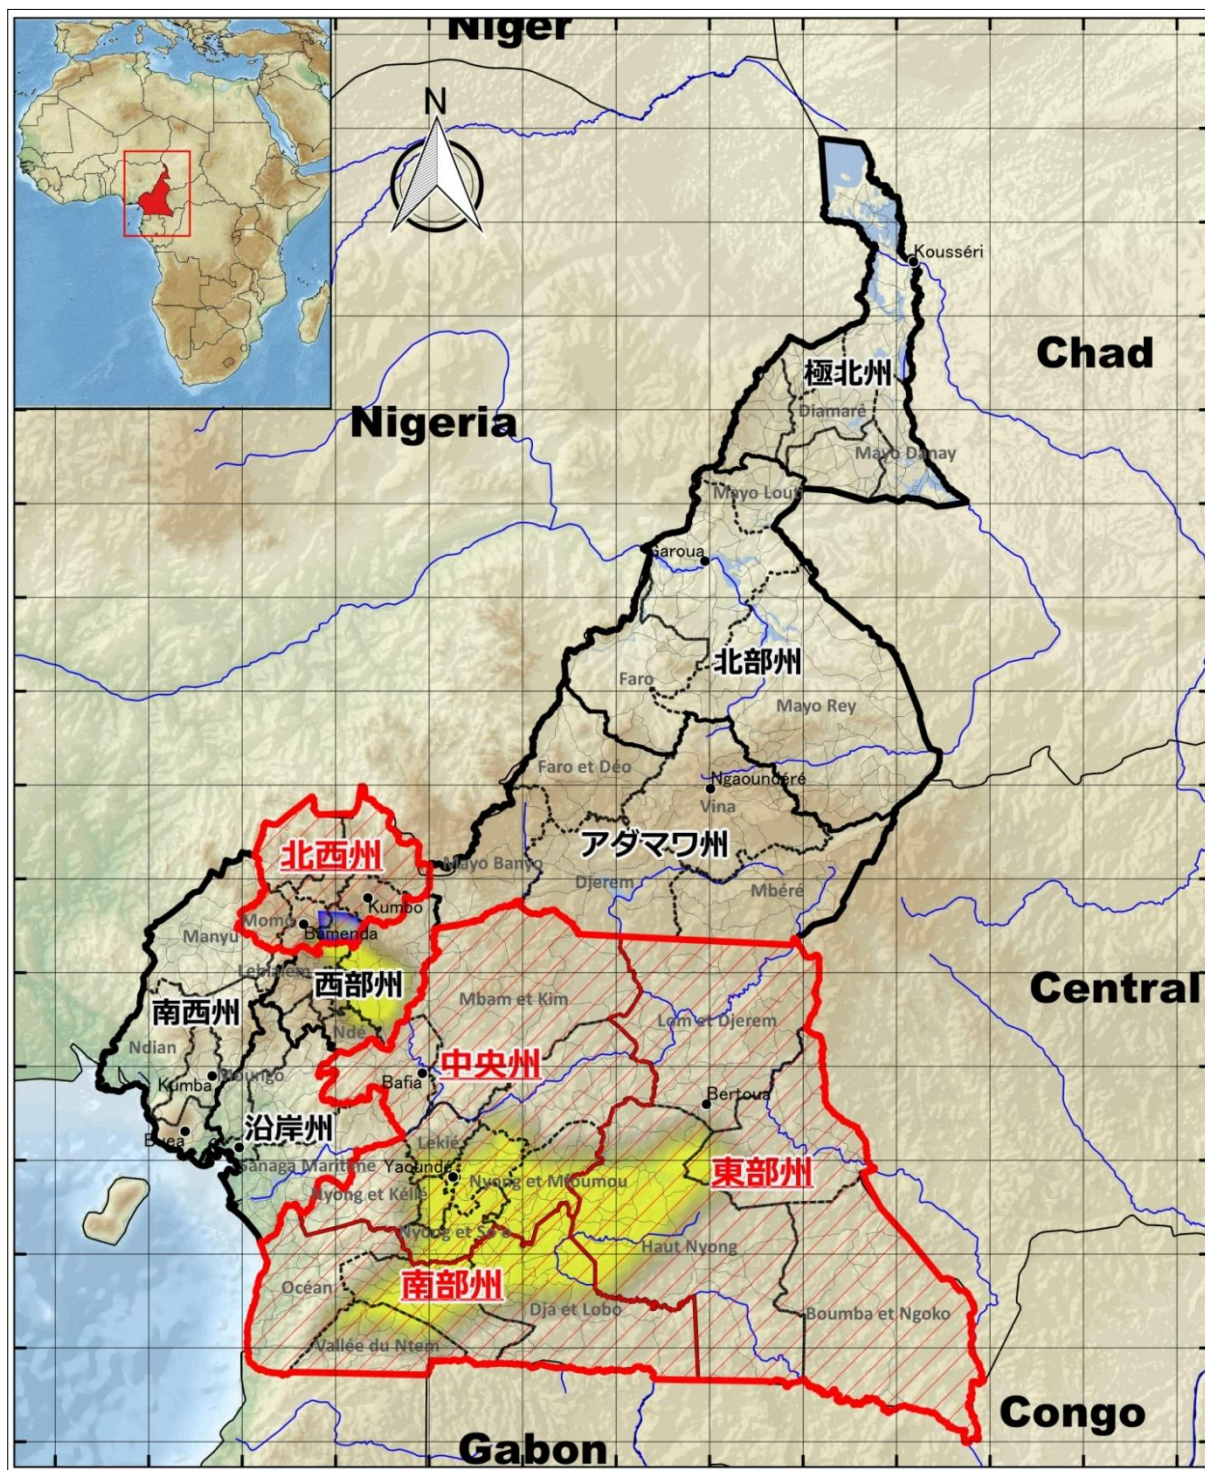 Niger
N
Kousséri
Chad
極北州
Diamaré
Nigeria
Mayo Danay
Mayo Louti
Garoua
北部州
Faro
Mayo Rey
Faro et Déo
Ngaoundéré
Vina
アダマワ州
北西州
Mayo Banyo
Djerem
Mbéré
Kumbo
Momo
Bamenda
Manyu
Lebialem
西部州
Central
南西州
Mbam et Kim
Lom et Djerem
Ndé
Ndian
中央州
Kumba
Moungo
Bafia
Bertoua
沿岸州
Buea
Lékié
Sanaga Maritime
Yaoundé
東部州
Nyong et Kéllé
Nyong et Mfoumou
Nyong et So'o
Haut Nyong
Océan
南部州
Dja et Lobo
Boumba et Ngoko
Vallée du Ntem
Congo
Gabon